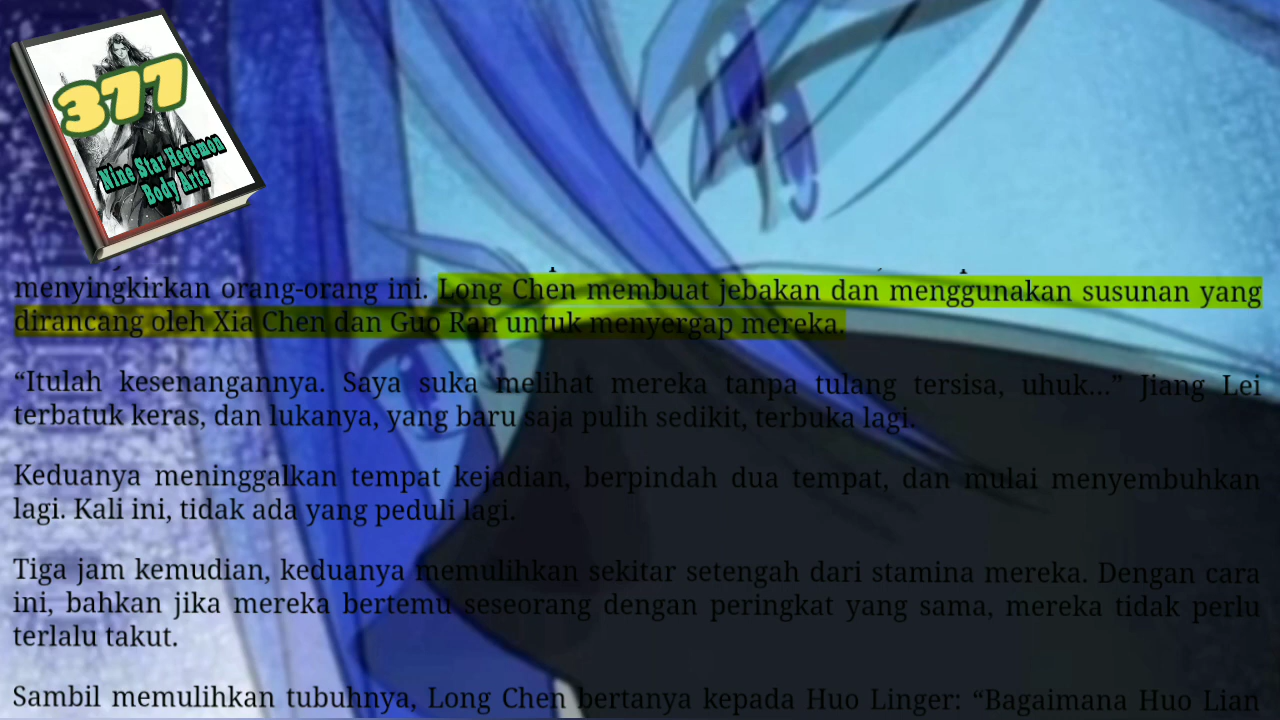 377
Nine Star Hegemon
Body Arts
menyingkirkan orang-orang ini. Long Chen membuat jebakan dan menggunakan susunan yang
dirancang oleh Xia Chen dan Guo Ran untuk menyergap mereka.
“Itulah kesenangannya. Saya suka melihat mereka tanpa tulang tersisa, uhuk...” Jiang Lei
terbatuk keras, dan lukanya, yang baru saja pulih sedikit, terbuka lagi.
Keduanya meninggalkan tempat kejadian, berpindah dua tempat, dan mulai menyembuhkan
lagi. Kali ini, tidak ada yang peduli lagi.
Tiga jam kemudian, keduanya memulihkan sekitar setengah dari stamina mereka. Dengan cara
ini, bahkan jika mereka bertemu seseorang dengan peringkat yang sama, mereka tidak perlu
terlalu takut.
Sambil memulihkan tubuhnya, Long Chen bertanya kepada Huo Linger: “Bagaimana Huo Lian